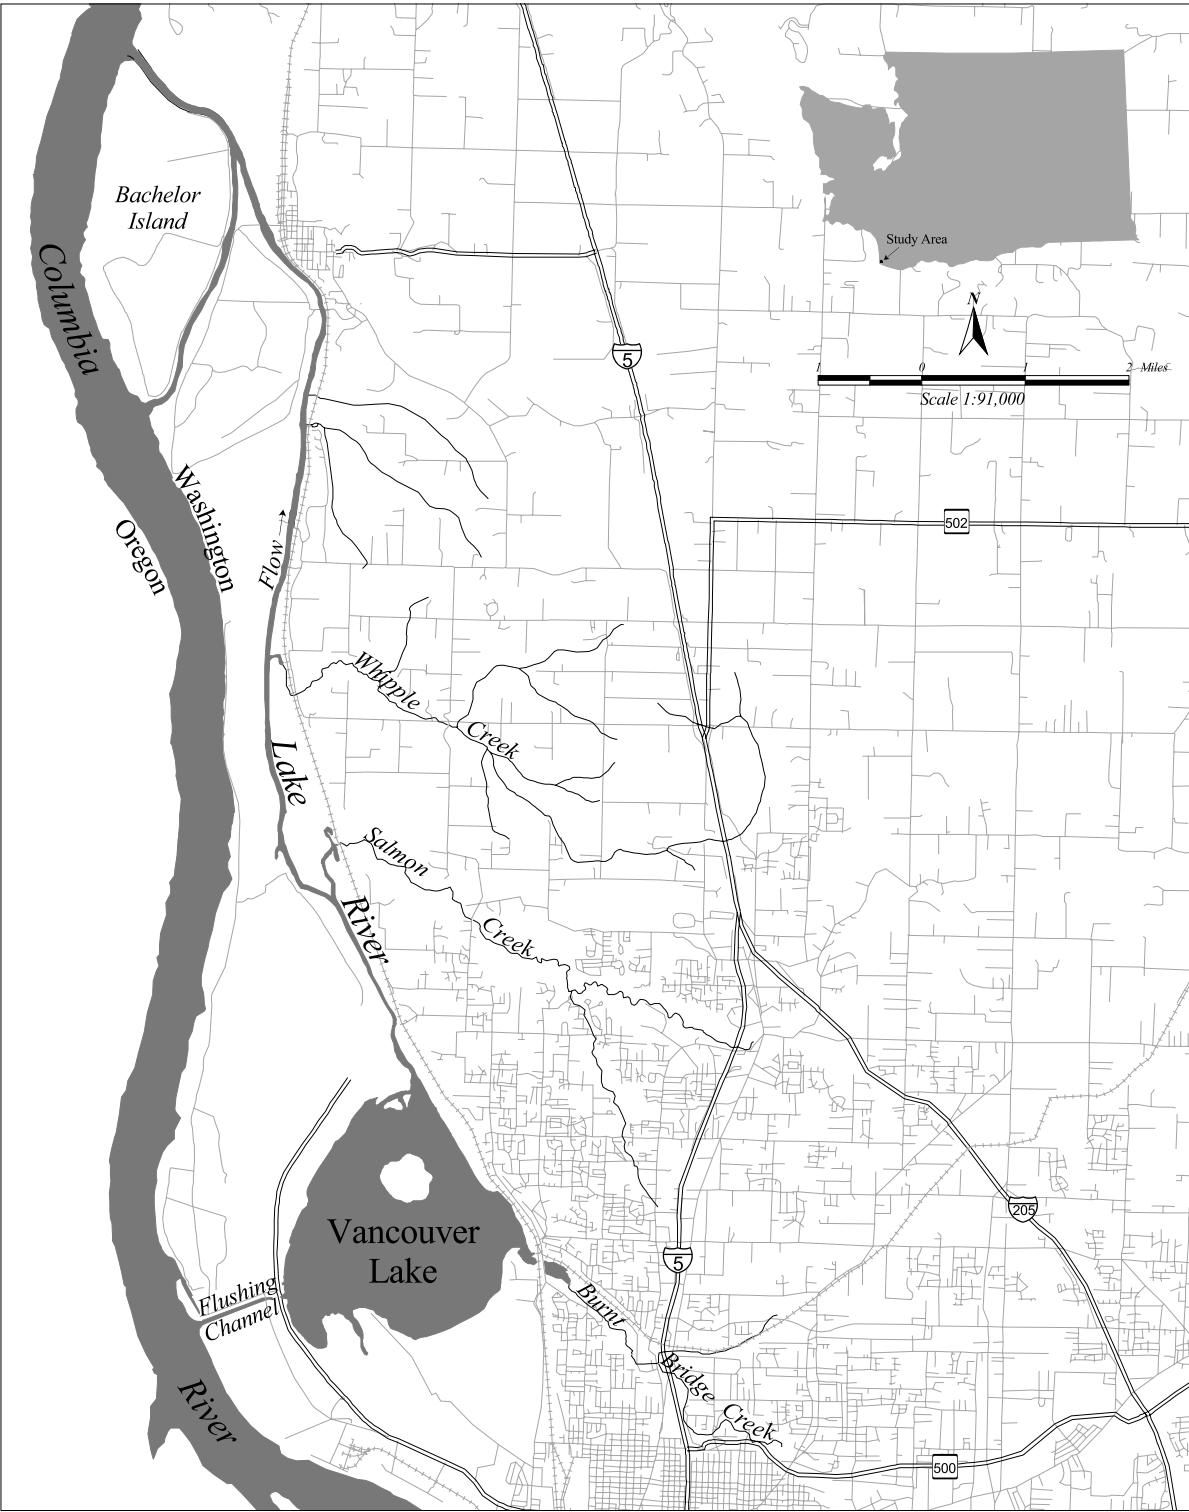 Bachelor
Island
Columbia
Study Area
N
1 0 1 2 Miles
Scale 1:91,000
5
Washington
Oregon
502
Flow
Whipple
Creek
Lake
Salmon
Creek
River
205
Vancouver
Lake
5
Flushing
Channel
Burnt
Bridge
Creek
River
500